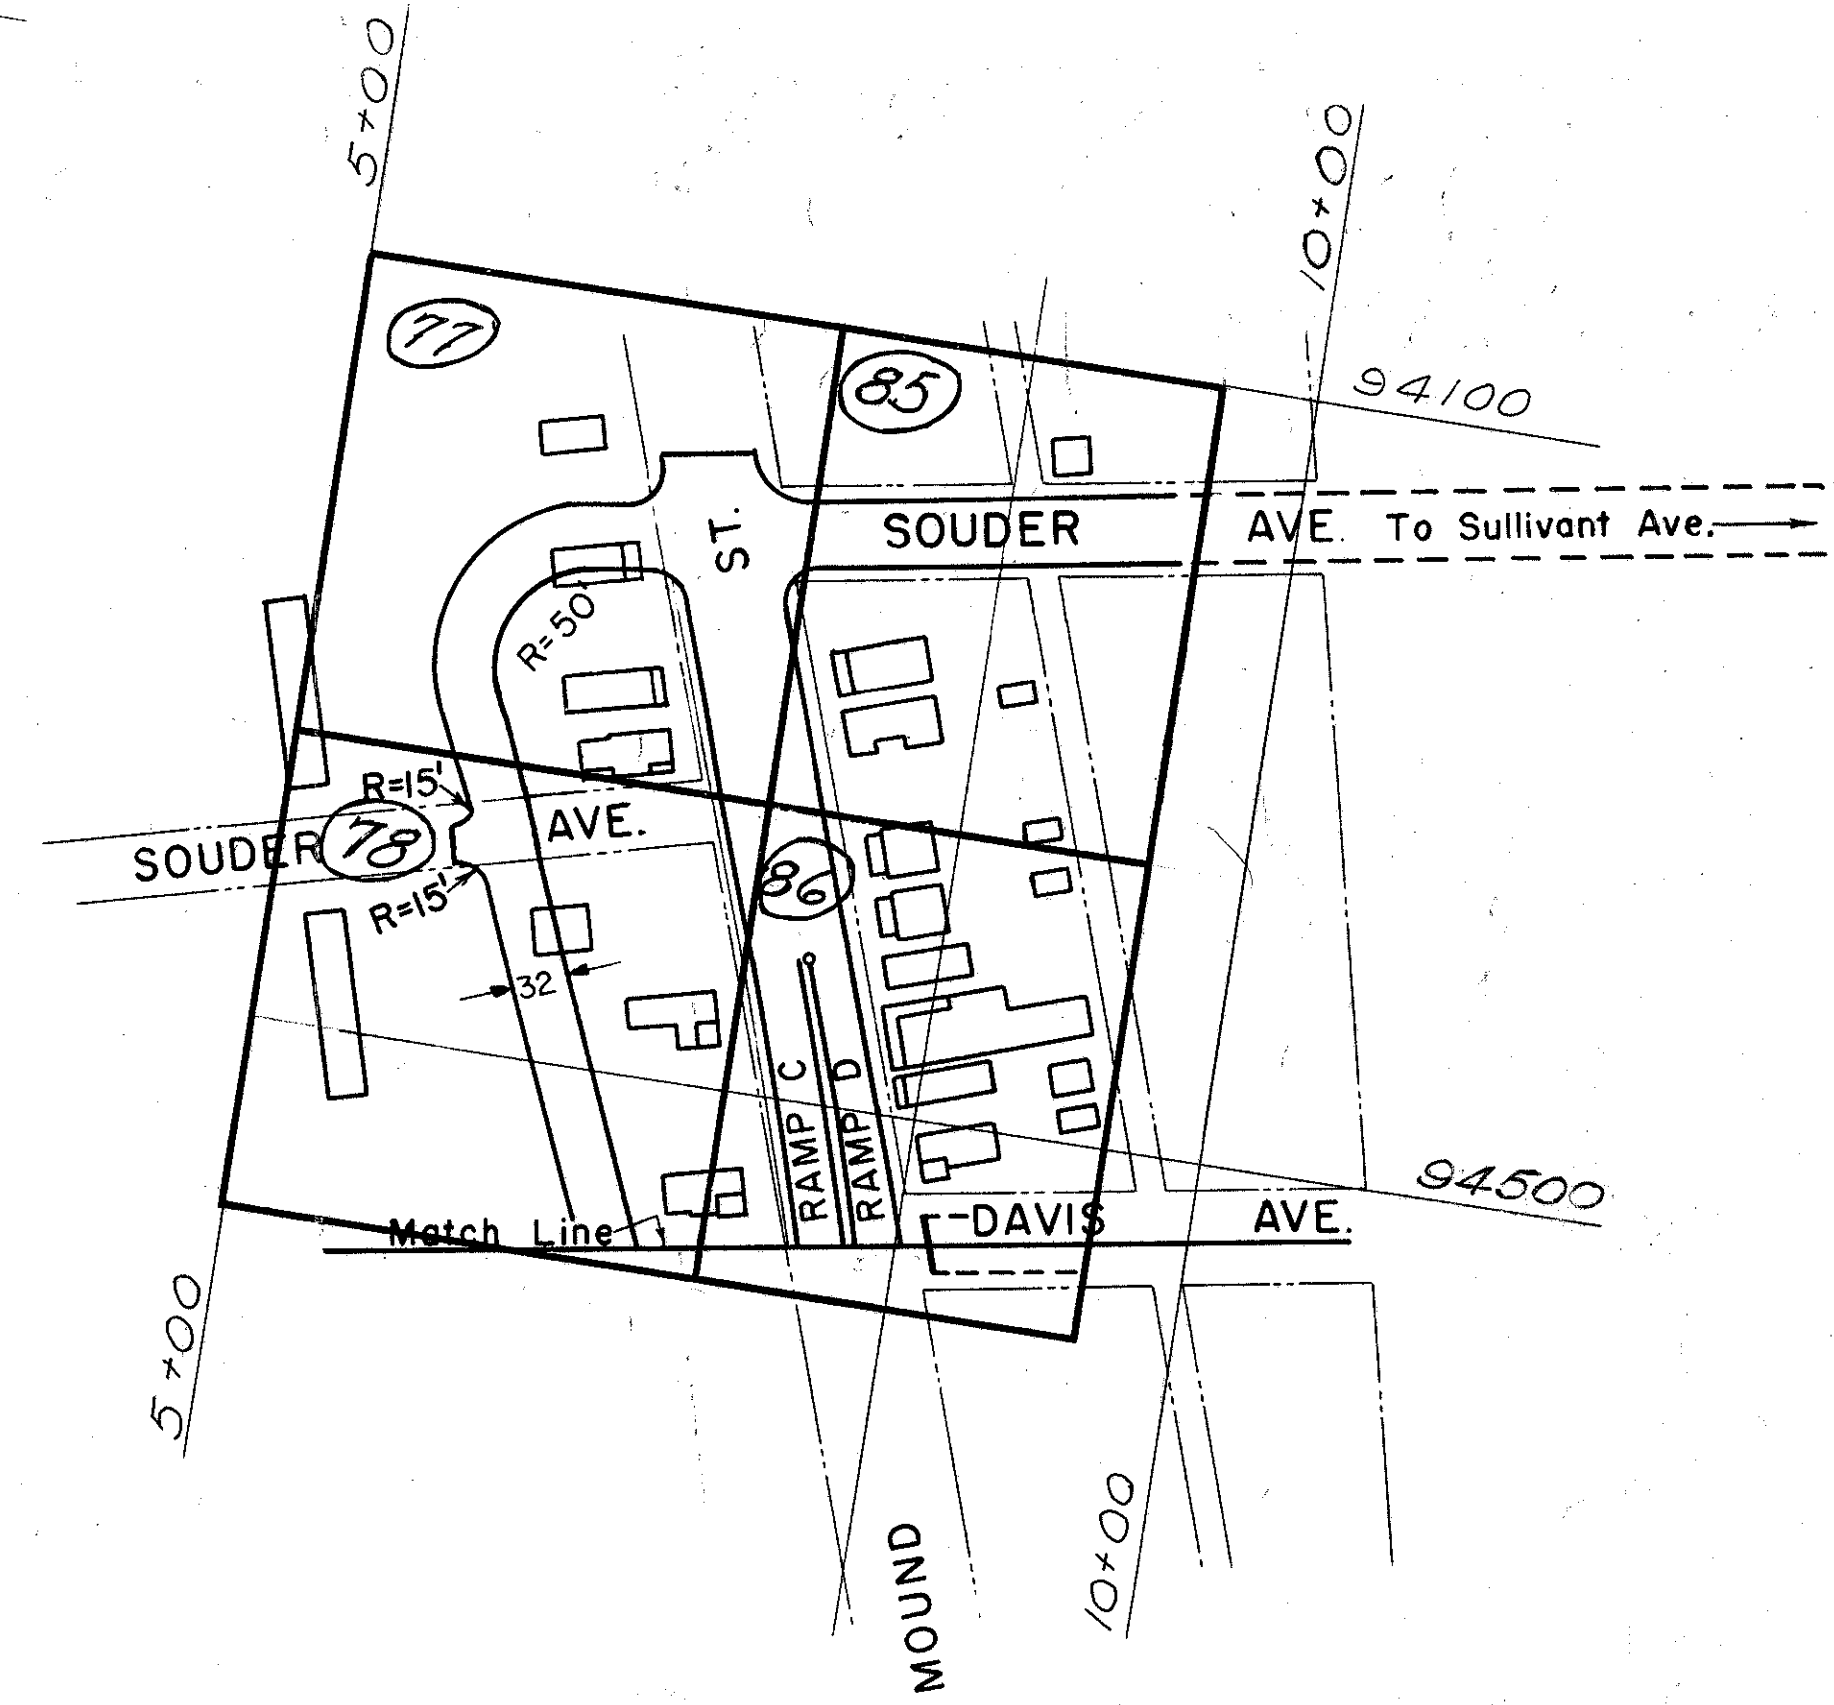 5+00
10+00
77
85
94100
ST.
SOUDER AVE. To Sullivant Ave.
R=50'
R=15'
SOUDER AVE.
78
86
R=15'
32
RAMP C
RAMP D
94500
DAVIS AVE.
Match Line
5+00
10+00
MOUND